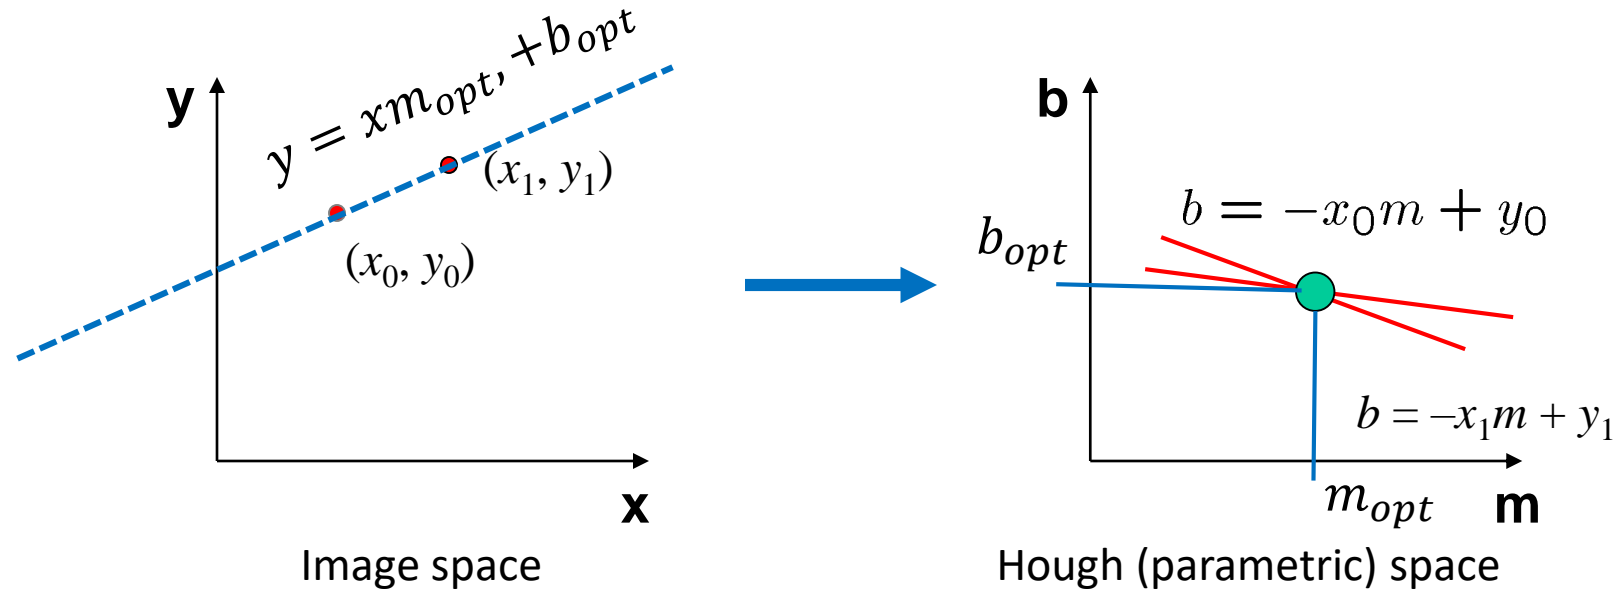 y = xm_opt, +b_opt
y
(x_1, y_1)
(x_0, y_0)
x
Image space
b
b = −x_0m + y_0
b_opt
b = −x_1m + y_1
m_opt
m
Hough (parametric) space